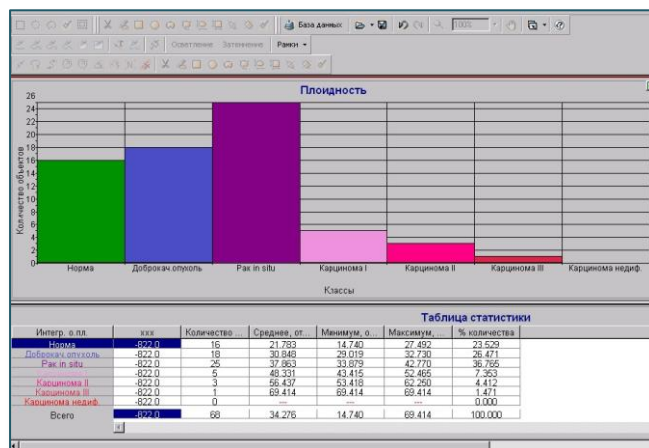 База данных
100%
Осветление Затемнение Рамки
Плоидность
Количество объектов
26
24
22
20
18
16
14
12
10
8
6
4
2
0
Норма Доброкач.опухоль Рак in situ Карцинома I Карцинома II Карцинома III Карцинома недиф.
Классы
Таблица статистики
Интегр. о.пл. xxx Количество ... Среднее, от... Минимум, о... Максимум, ... % количества
Норма -822.0 16 21.783 14.740 27.492 23.529
Доброкач.опухоль -822.0 18 30.848 29.019 32.730 26.471
Рак in situ -822.0 25 37.863 33.879 42.770 36.765
Карцинома I -822.0 5 48.331 43.415 52.465 7.353
Карцинома II -822.0 3 56.437 53.418 62.250 4.412
Карцинома III -822.0 1 69.414 69.414 69.414 1.471
Карцинома недиф. -822.0 0 --- --- --- 0.000
Всего -822.0 68 34.276 14.740 69.414 100.000